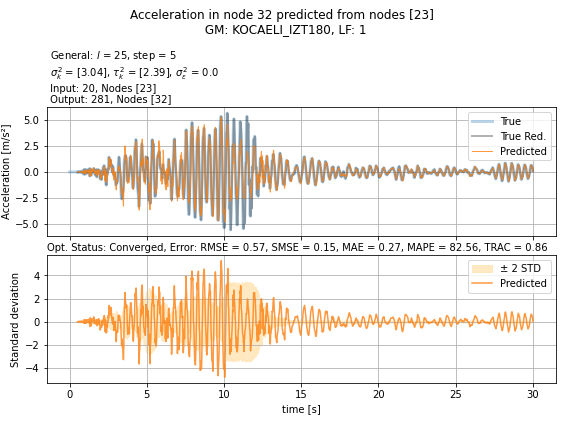 Acceleration in node 32 predicted from nodes [23]
GM: KOCAELI_IZT180, LF: 1
General: l = 25, step = 5
σ²ₖ = [3.04], τ²ₖ = [2.39], σ²ε = 0.0
Input: 20, Nodes [23]
Output: 281, Nodes [32]
Acceleration [m/s²]
5.0
2.5
0.0
−2.5
−5.0
True
True Red.
Predicted
Opt. Status: Converged, Error: RMSE = 0.57, SMSE = 0.15, MAE = 0.27, MAPE = 82.56, TRAC = 0.86
Standard deviation
4
2
0
−2
−4
± 2 STD
Predicted
0 5 10 15 20 25 30
time [s]